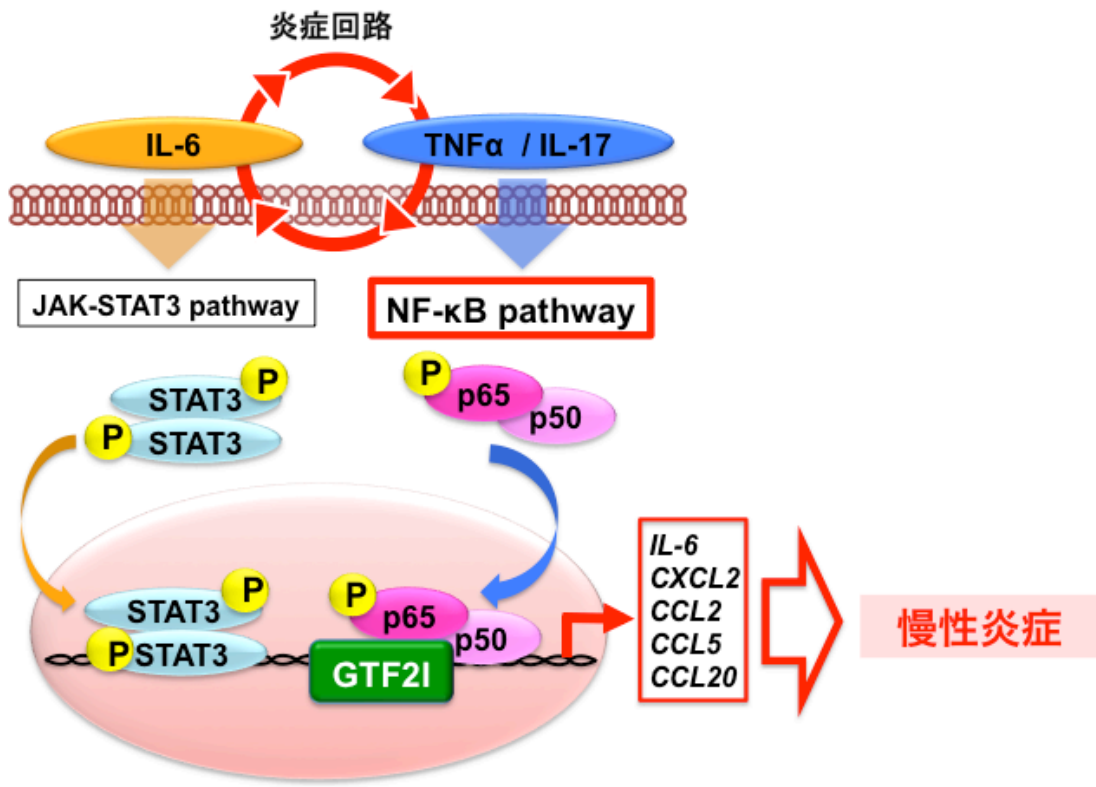 炎症回路
IL-6
TNFα / IL-17
JAK-STAT3 pathway
NF-κB pathway
P
STAT3
P
STAT3
P
p65
p50
P
STAT3
P
STAT3
P
p65
p50
GTF2I
IL-6
CXCL2
CCL2
CCL5
CCL20
慢性炎症